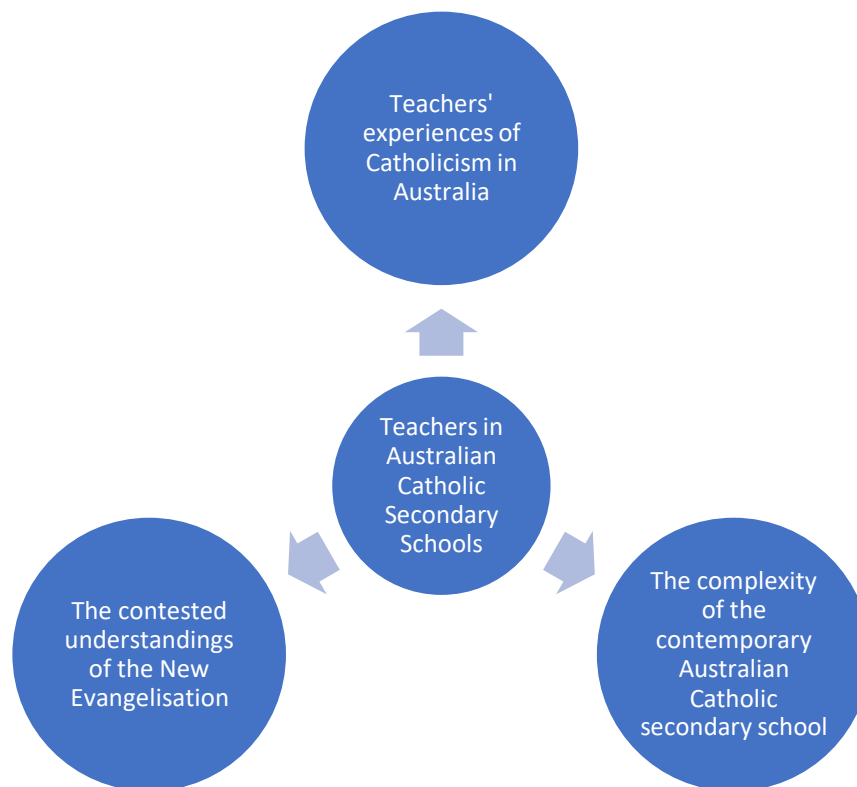 Teachers'
experiences of
Catholicism in
Australia
Teachers in
Australian
Catholic
Secondary
Schools
The contested
understandings
of the New
Evangelisation
The complexity
of the
contemporary
Australian
Catholic
secondary school